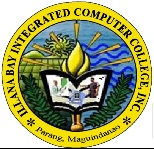 ILLANA BAY INTEGRATED COMPUTER COLLEGE, INC.
Parang, Maguindanao